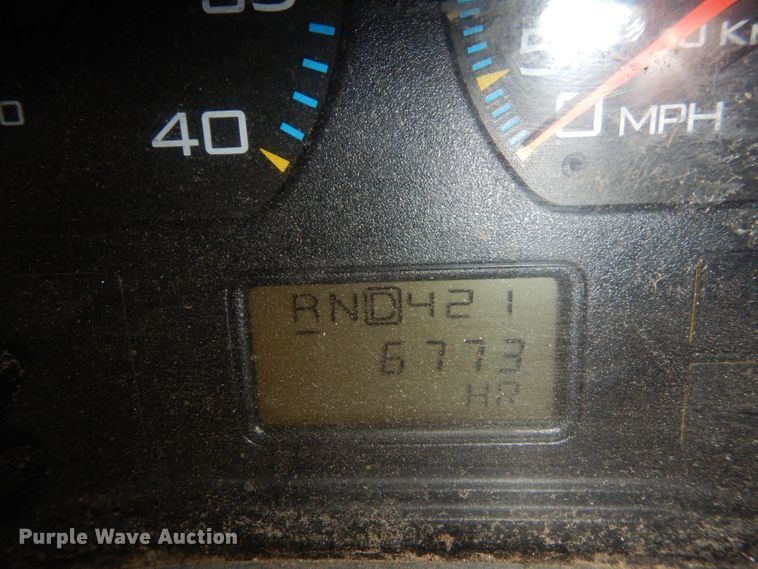 40
MPH
RND421
6773
HR
Purple Wave Auction